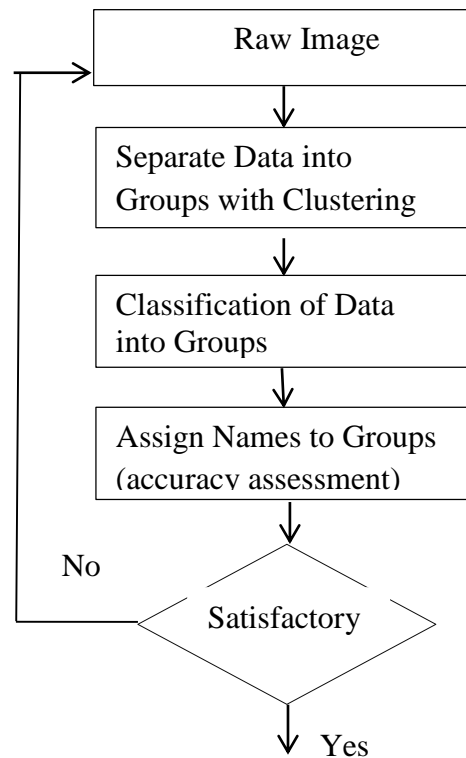 Raw Image
Separate Data into
Groups with Clustering
Classification of Data
into Groups
Assign Names to Groups
(accuracy assessment)
No
Satisfactory
Yes